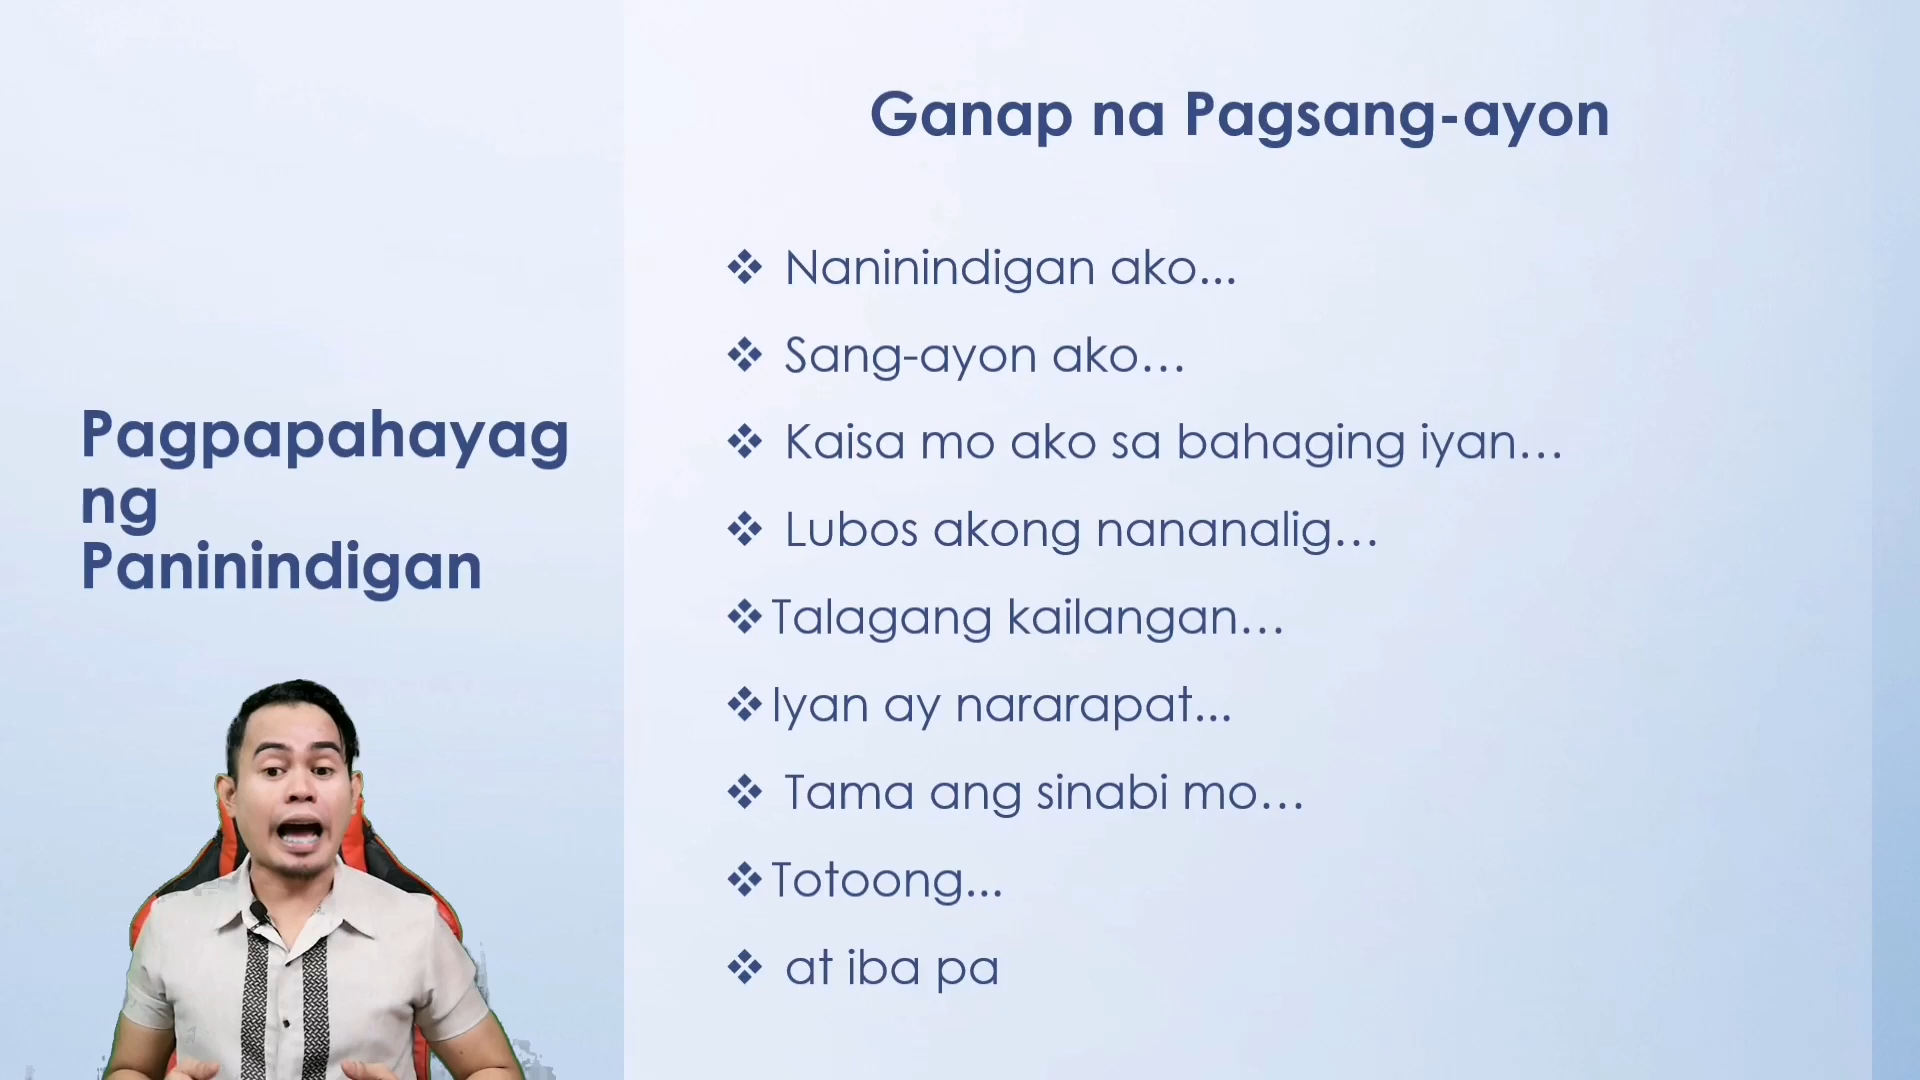 Pagpapahayag
ng
Paninindigan
Ganap na Pagsang-ayon
❖ Naninindigan ako...
❖ Sang-ayon ako…
❖ Kaisa mo ako sa bahaging iyan…
❖ Lubos akong nananalig…
❖ Talagang kailangan…
❖ Iyan ay nararapat...
❖ Tama ang sinabi mo…
❖ Totoong...
❖ at iba pa